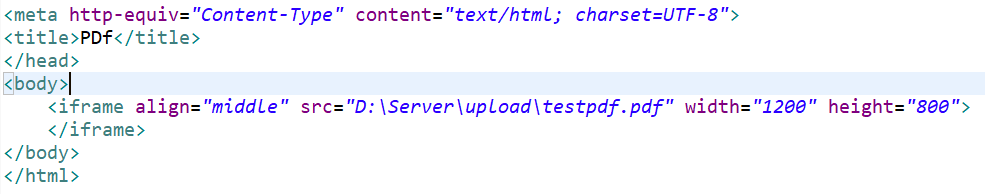 <meta http-equiv="Content-Type" content="text/html; charset=UTF-8">
<title>PDf</title>
</head>
<body>
<iframe align="middle" src="D:\Server\upload\testpdf.pdf" width="1200" height="800">
</iframe>
</body>
</html>